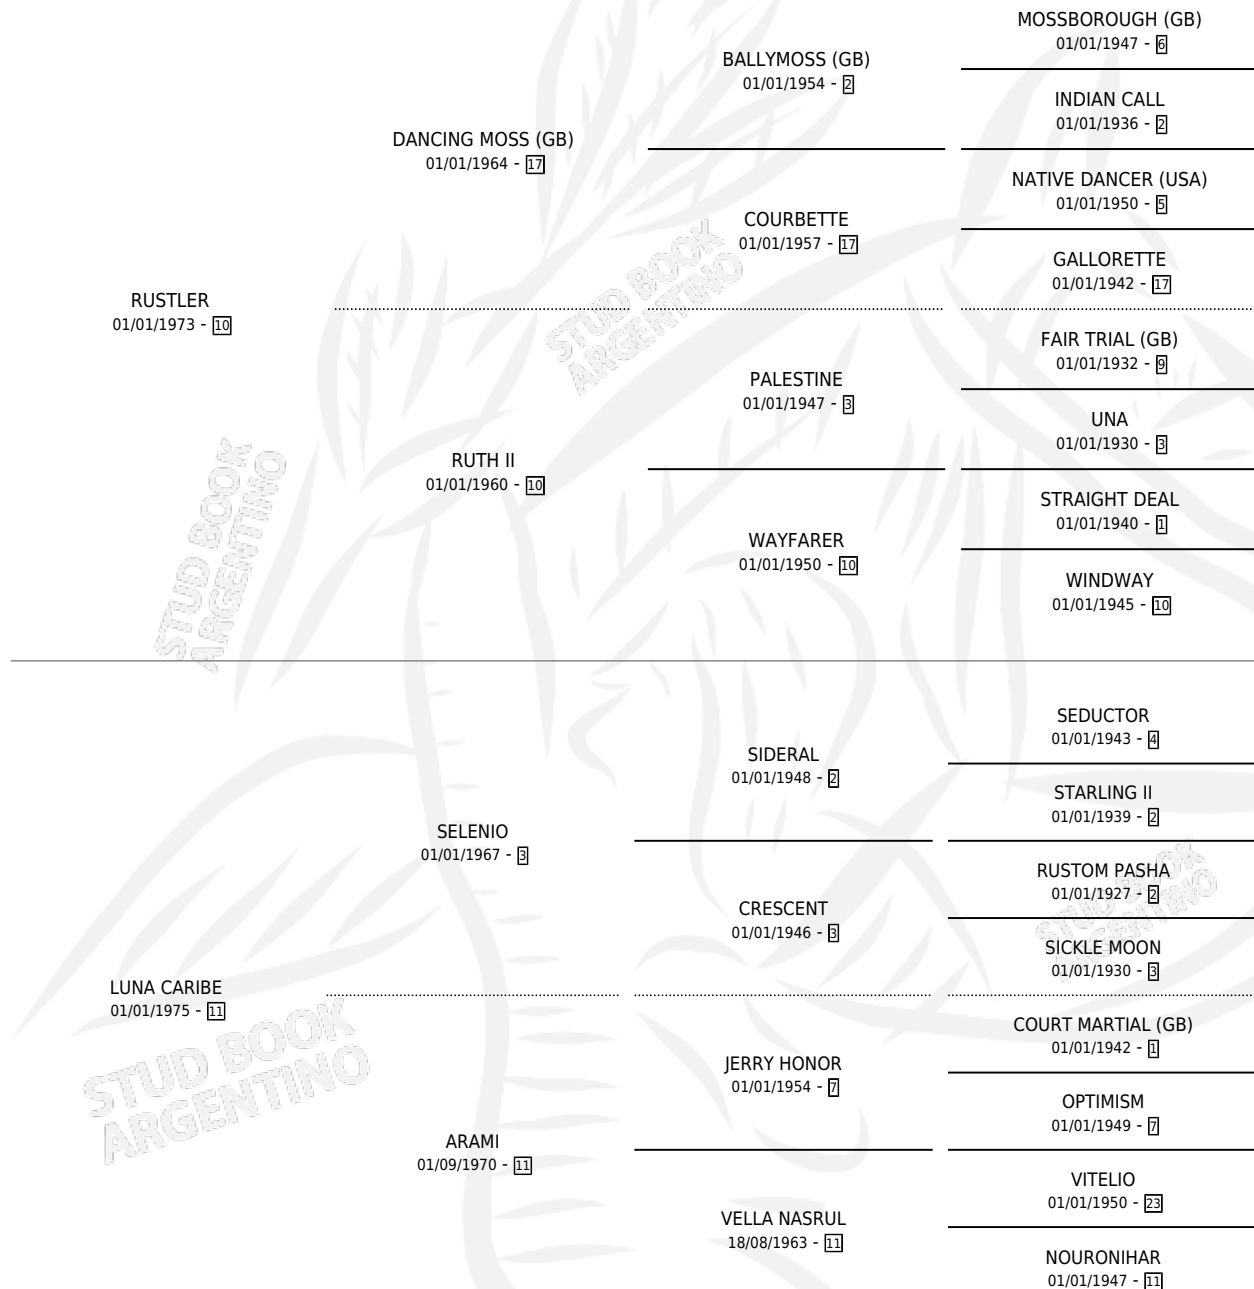 MOSSBOROUGH (GB)
01/01/1947 - 6
BALLYMOSS (GB)
01/01/1954 - 2
INDIAN CALL
01/01/1936 - 2
DANCING MOSS (GB)
01/01/1964 - 17
NATIVE DANCER (USA)
01/01/1950 - 5
COURBETTE
01/01/1957 - 17
GALLORETTE
01/01/1942 - 17
RUSTLER
01/01/1973 - 10
STUD BOOK
ARGENTINO
FAIR TRIAL (GB)
01/01/1932 - 9
PALESTINE
01/01/1947 - 3
UNA
01/01/1930 - 3
RUTH II
01/01/1960 - 10
STRAIGHT DEAL
01/01/1940 - 1
WAYFARER
01/01/1950 - 10
WINDWAY
01/01/1945 - 10
STUD BOOK
ARGENTINO
SEDUCTOR
01/01/1943 - 4
SIDERAL
01/01/1948 - 2
STARLING II
01/01/1939 - 2
SELENIO
01/01/1967 - 3
RUSTOM PASHA
01/01/1927 - 2
CRESCENT
01/01/1946 - 3
SICKLE MOON
01/01/1930 - 3
STUD BOOK
ARGENTINO
LUNA CARIBE
01/01/1975 - 11
COURT MARTIAL (GB)
01/01/1942 - 1
JERRY HONOR
01/01/1954 - 7
OPTIMISM
01/01/1949 - 7
STUD BOOK
ARGENTINO
ARAMI
01/09/1970 - 11
VITELIO
01/01/1950 - 23
VELLA NASRUL
18/08/1963 - 11
NOURONIHAR
01/01/1947 - 11